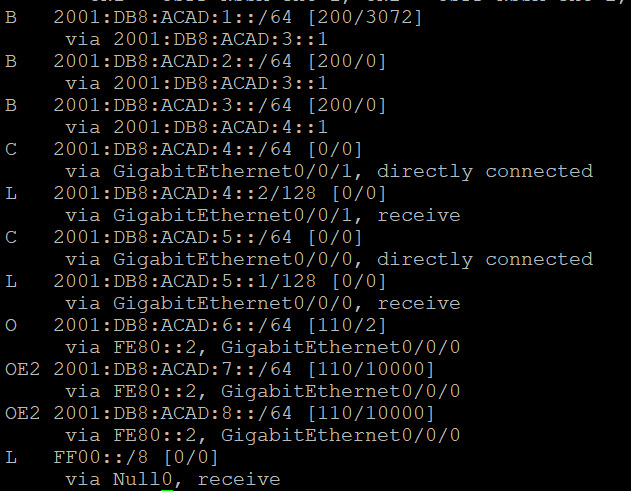 B   2001:DB8:ACAD:1::/64 [200/3072]
     via 2001:DB8:ACAD:3::1
B   2001:DB8:ACAD:2::/64 [200/0]
     via 2001:DB8:ACAD:3::1
B   2001:DB8:ACAD:3::/64 [200/0]
     via 2001:DB8:ACAD:4::1
C   2001:DB8:ACAD:4::/64 [0/0]
     via GigabitEthernet0/0/1, directly connected
L   2001:DB8:ACAD:4::2/128 [0/0]
     via GigabitEthernet0/0/1, receive
C   2001:DB8:ACAD:5::/64 [0/0]
     via GigabitEthernet0/0/0, directly connected
L   2001:DB8:ACAD:5::1/128 [0/0]
     via GigabitEthernet0/0/0, receive
O   2001:DB8:ACAD:6::/64 [110/2]
     via FE80::2, GigabitEthernet0/0/0
OE2 2001:DB8:ACAD:7::/64 [110/10000]
     via FE80::2, GigabitEthernet0/0/0
OE2 2001:DB8:ACAD:8::/64 [110/10000]
     via FE80::2, GigabitEthernet0/0/0
L   FF00::/8 [0/0]
     via Null0, receive